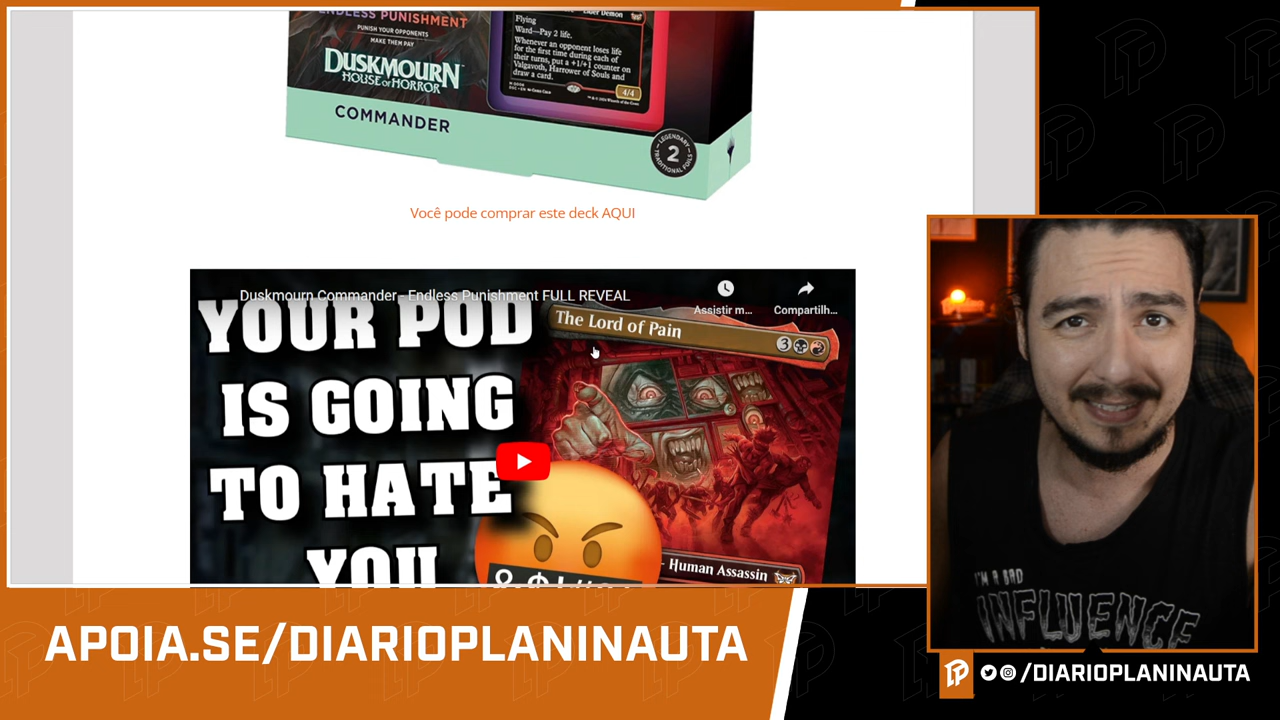 ENDLESS PUNISHMENT
PUNISH YOUR OPPONENTS
MAKE THEM PAY
DUSKMOURN
HOUSE OF HORROR
COMMANDER
Elder Demon
Flying
Ward—Pay 2 life.
Whenever an opponent loses life
for the first time during each of
their turns, put a +1/+1 counter on
Valgavoth, Harrower of Souls and
draw a card.
4/4
LEGENDARY
2
TRADITIONAL FOILS
Você pode comprar este deck AQUI
Duskmourn Commander - Endless Punishment FULL REVEAL
Assistir m...
Compartilh...
YOUR POD
IS GOING
TO HATE
YOU
The Lord of Pain
3
- Human Assassin
I'M A BAD
INFLUENCE
APOIA.SE/DIARIOPLANINAUTA
/DIARIOPLANINAUTA